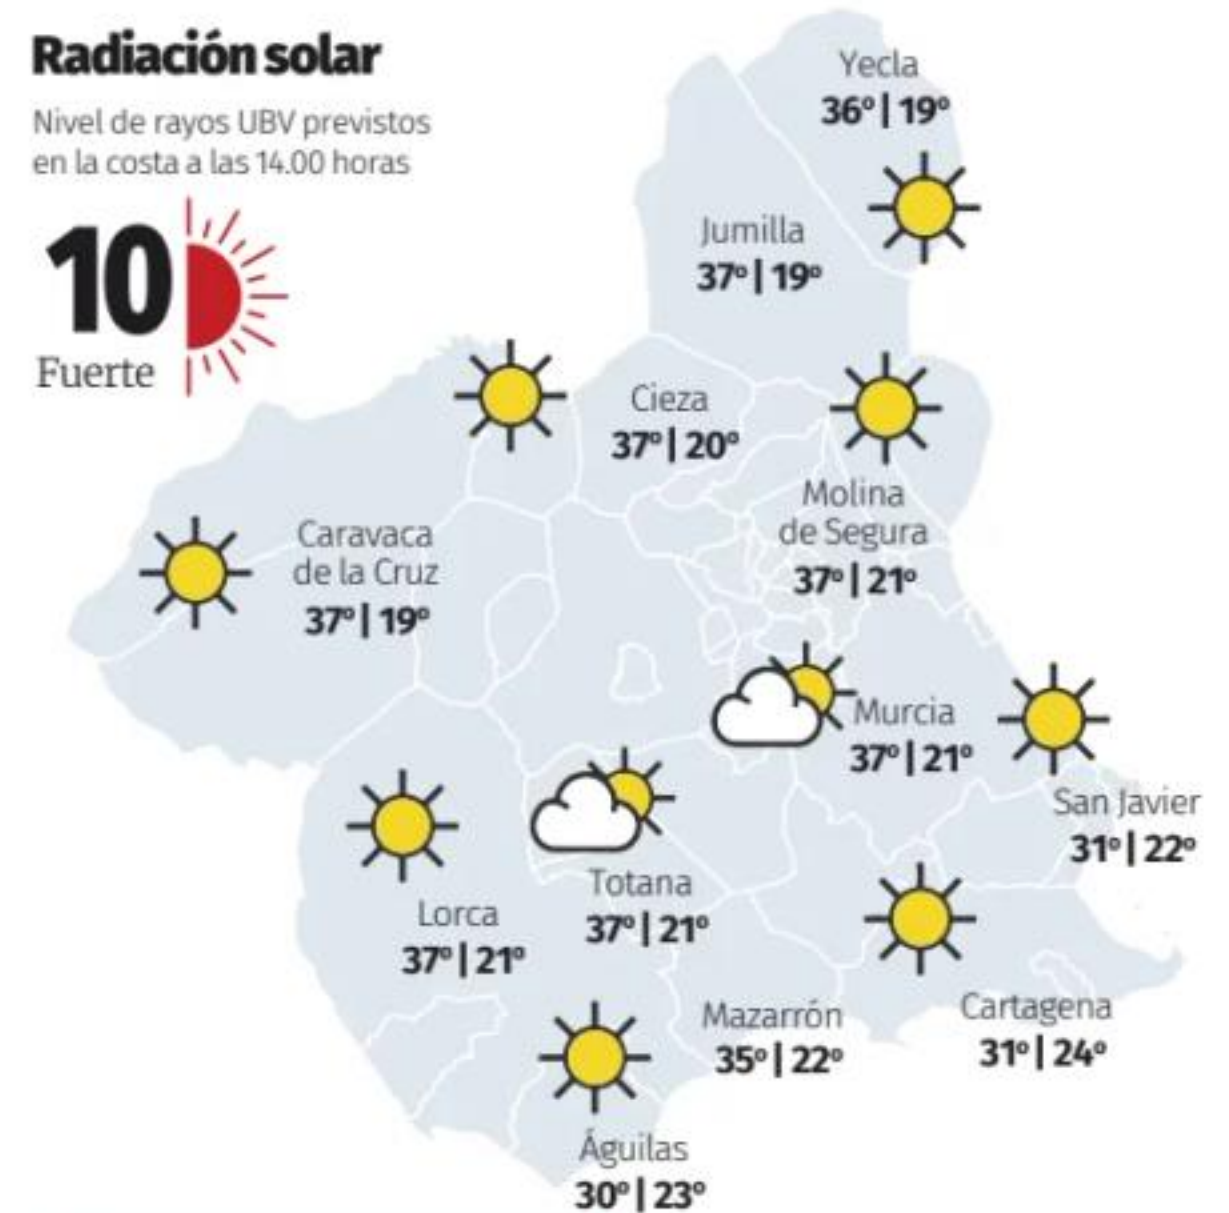 Radiación solar
Nivel de rayos UBV previstos
en la costa a las 14.00 horas
10
Fuerte
Yecla
36º | 19º
Jumilla
37º | 19º
Cieza
37º | 20º
Molina
de Segura
37º | 21º
Caravaca
de la Cruz
37º | 19º
Murcia
37º | 21º
San Javier
31º | 22º
Totana
37º | 21º
Lorca
37º | 21º
Mazarrón
35º | 22º
Cartagena
31º | 24º
Águilas
30º | 23º